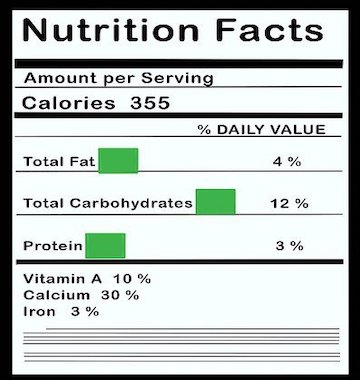 Nutrition Facts
Amount per Serving
Calories 355
% DAILY VALUE
Total Fat 4 %
Total Carbohydrates 12 %
Protein 3 %
Vitamin A 10 %
Calcium 30 %
Iron 3 %